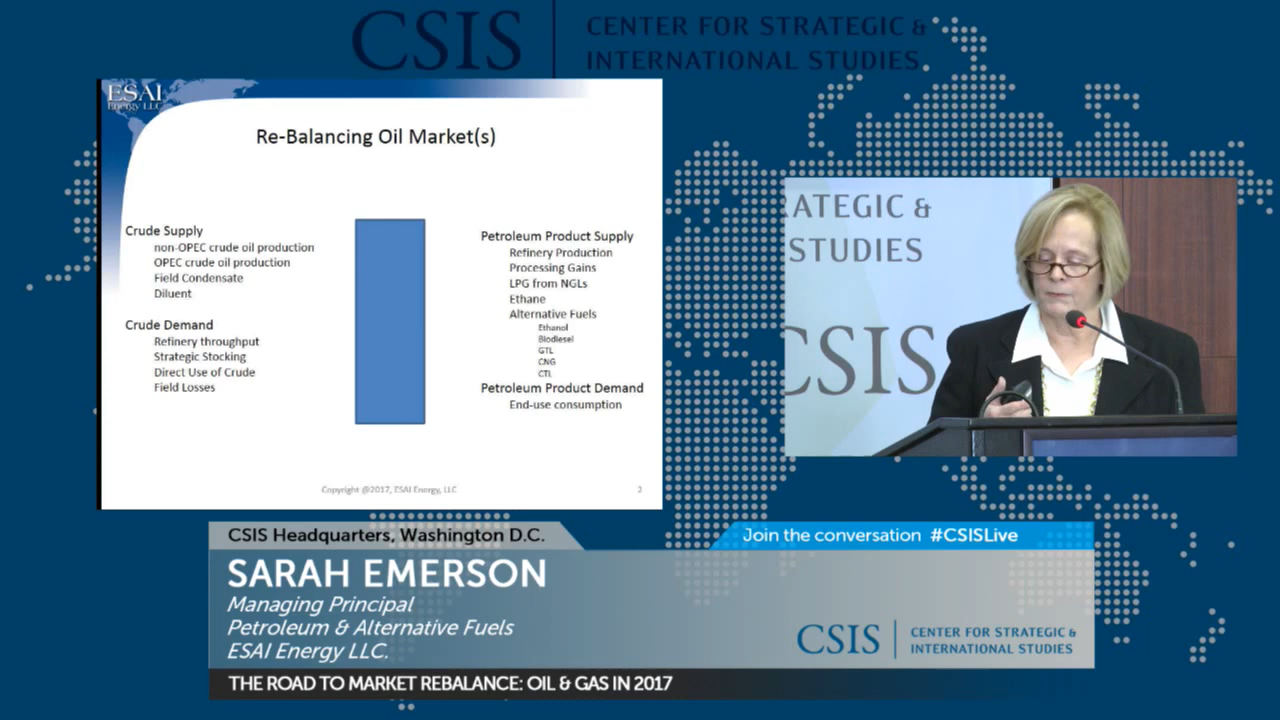 CSIS
CENTER FOR STRATEGIC &
INTERNATIONAL STUDIES
ESAI
Energy LLC
Re-Balancing Oil Market(s)
Crude Supply
non-OPEC crude oil production
OPEC crude oil production
Field Condensate
Diluent
Crude Demand
Refinery throughput
Strategic Stocking
Direct Use of Crude
Field Losses
Petroleum Product Supply
Refinery Production
Processing Gains
LPG from NGLs
Ethane
Alternative Fuels
Ethanol
Biodiesel
GTL
CNG
CTL
Petroleum Product Demand
End-use consumption
Copyright @2017, ESAI Energy, LLC
2
ATEGIC &
STUDIES
CSIS
CSIS Headquarters, Washington D.C.
Join the conversation #CSISLive
SARAH EMERSON
Managing Principal
Petroleum & Alternative Fuels
ESAI Energy LLC.
CSIS
CENTER FOR STRATEGIC &
INTERNATIONAL STUDIES
THE ROAD TO MARKET REBALANCE: OIL & GAS IN 2017